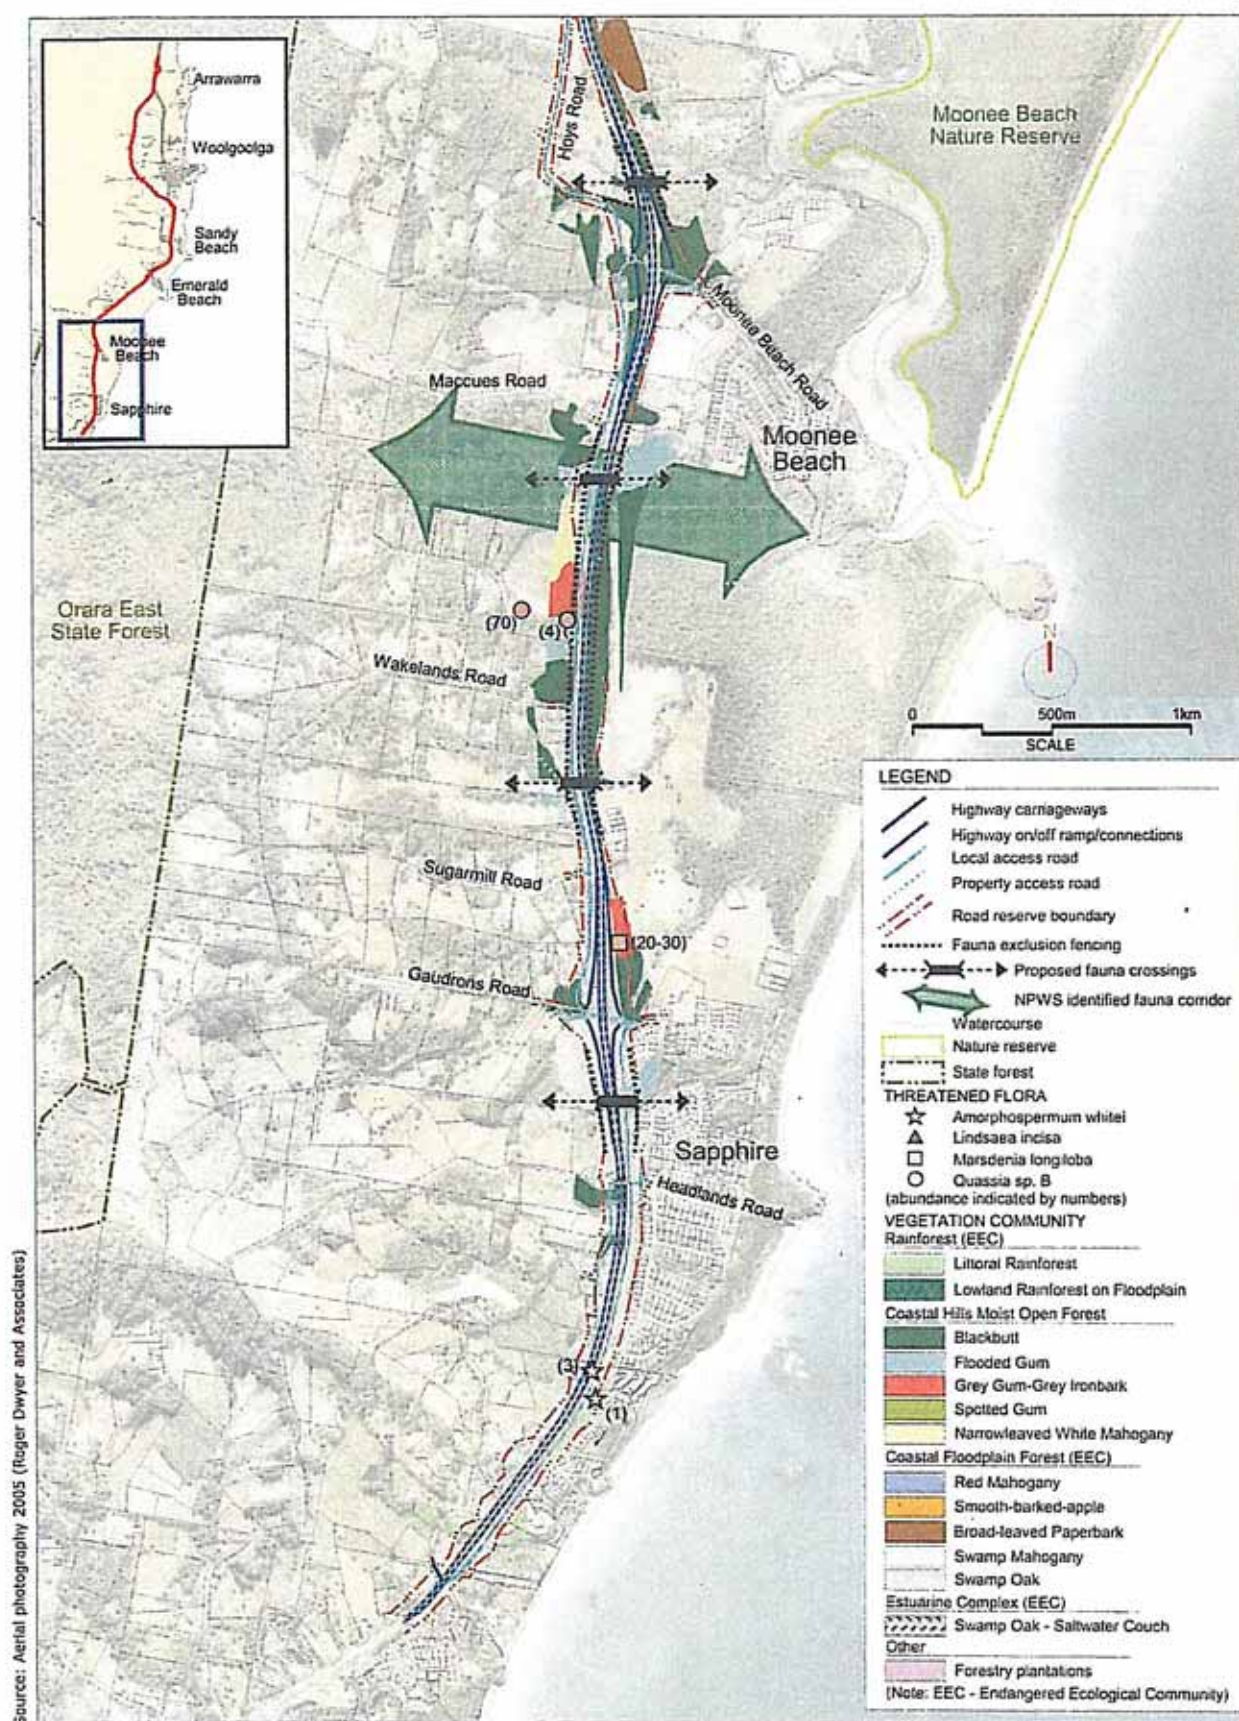 Arrawarra
Woolgoolga
Sandy
Beach
Emerald
Beach
Moonee
Beach
Sapphire
Hoys Road
Moonee Beach
Nature Reserve
Moonee Beach Road
Maccues Road
Moonee
Beach
Orara East
State Forest
(70)
(4)
Wakelands Road
N
0 500m 1km
SCALE
Sugarmill Road
(20-30)
Gaudrons Road
Sapphire
Headlands Road
(3)
(1)
LEGEND
Highway carriageways
Highway on/off ramp/connections
Local access road
Property access road
Road reserve boundary
Fauna exclusion fencing
Proposed fauna crossings
NPWS identified fauna corridor
Watercourse
Nature reserve
State forest
THREATENED FLORA
Amorphospermum whitei
Lindsaea incisa
Marsdenia longiloba
Quassia sp. B
(abundance indicated by numbers)
VEGETATION COMMUNITY
Rainforest (EEC)
Littoral Rainforest
Lowland Rainforest on Floodplain
Coastal Hills Moist Open Forest
Blackbutt
Flooded Gum
Grey Gum-Grey Ironbark
Spotted Gum
Narrowleaved White Mahogany
Coastal Floodplain Forest (EEC)
Red Mahogany
Smooth-barked-apple
Broad-leaved Paperbark
Swamp Mahogany
Swamp Oak
Estuarine Complex (EEC)
Swamp Oak - Saltwater Couch
Other
Forestry plantations
(Note: EEC - Endangered Ecological Community)
Source: Aerial photography 2005 (Roger Dwyer and Associates)